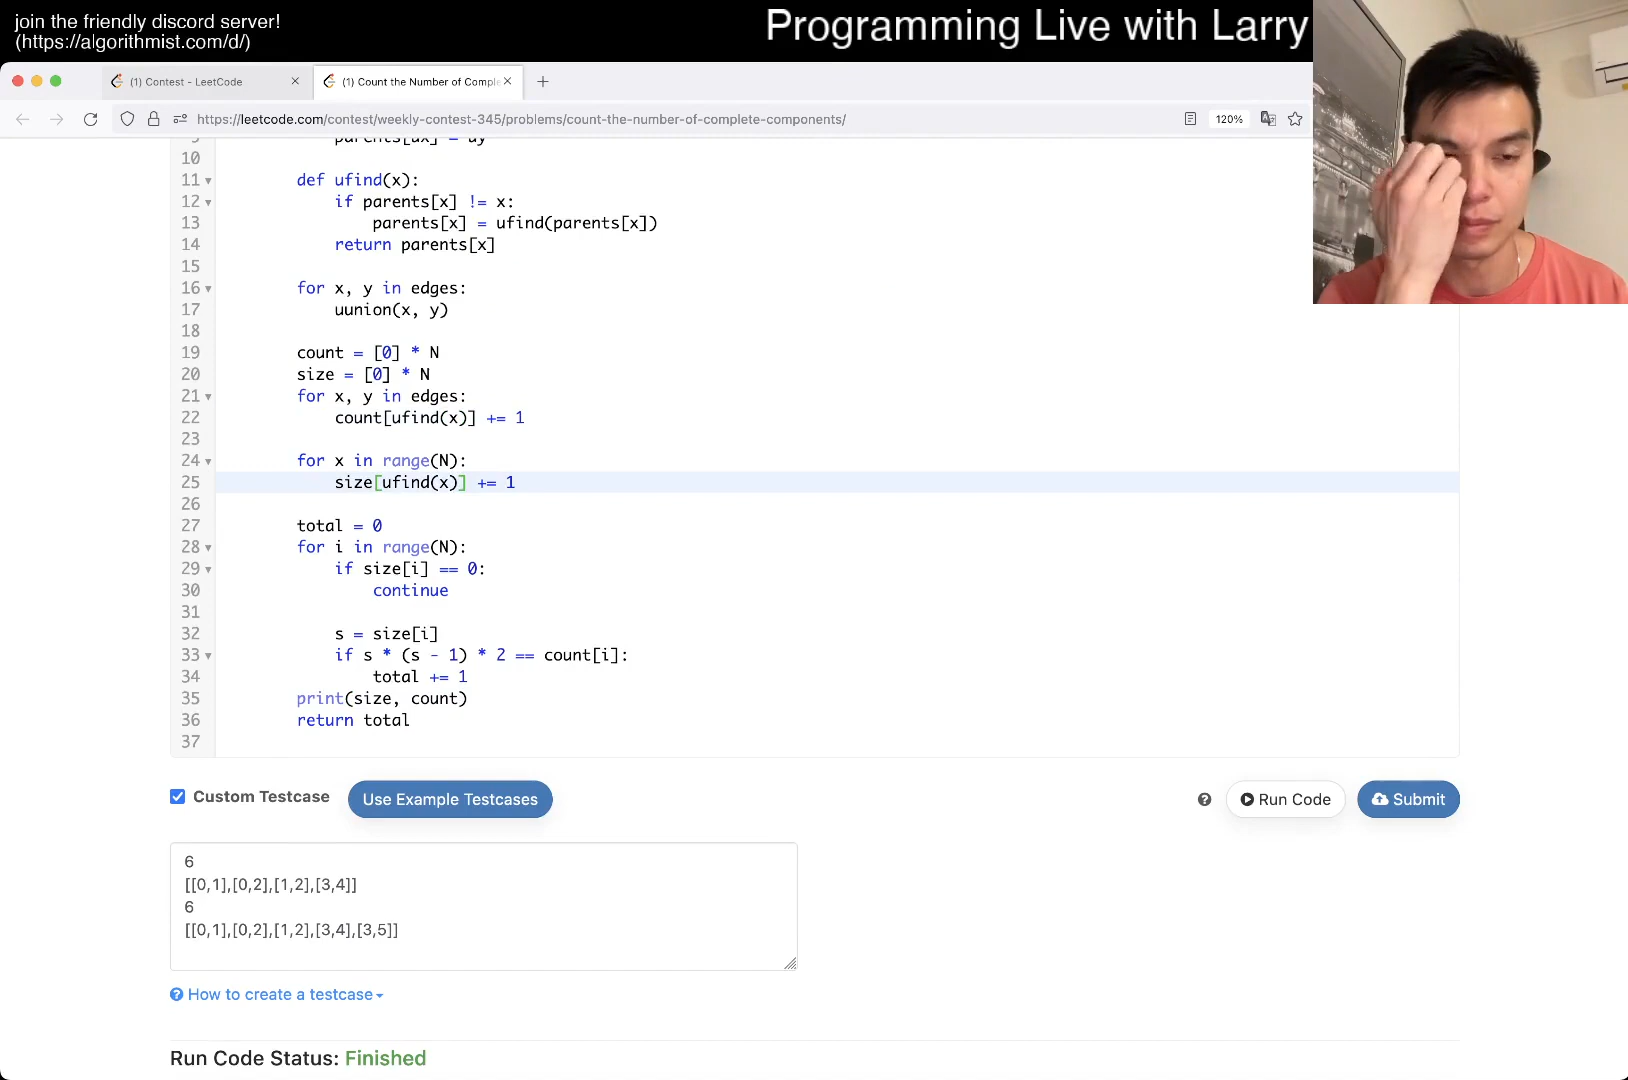 join the friendly discord server!
(https://algorithmist.com/d/)
Programming Live with Larry
(1) Contest - LeetCode
(1) Count the Number of Comple
https://leetcode.com/contest/weekly-contest-345/problems/count-the-number-of-complete-components/
120%
9 parents[ux] = uy
10
11 def ufind(x):
12 if parents[x] != x:
13 parents[x] = ufind(parents[x])
14 return parents[x]
15
16 for x, y in edges:
17 uunion(x, y)
18
19 count = [0] * N
20 size = [0] * N
21 for x, y in edges:
22 count[ufind(x)] += 1
23
24 for x in range(N):
25 size[ufind(x)] += 1
26
27 total = 0
28 for i in range(N):
29 if size[i] == 0:
30 continue
31
32 s = size[i]
33 if s * (s - 1) * 2 == count[i]:
34 total += 1
35 print(size, count)
36 return total
37
Custom Testcase
Use Example Testcases
Run Code
Submit
6
[[0,1],[0,2],[1,2],[3,4]]
6
[[0,1],[0,2],[1,2],[3,4],[3,5]]
How to create a testcase
Run Code Status: Finished